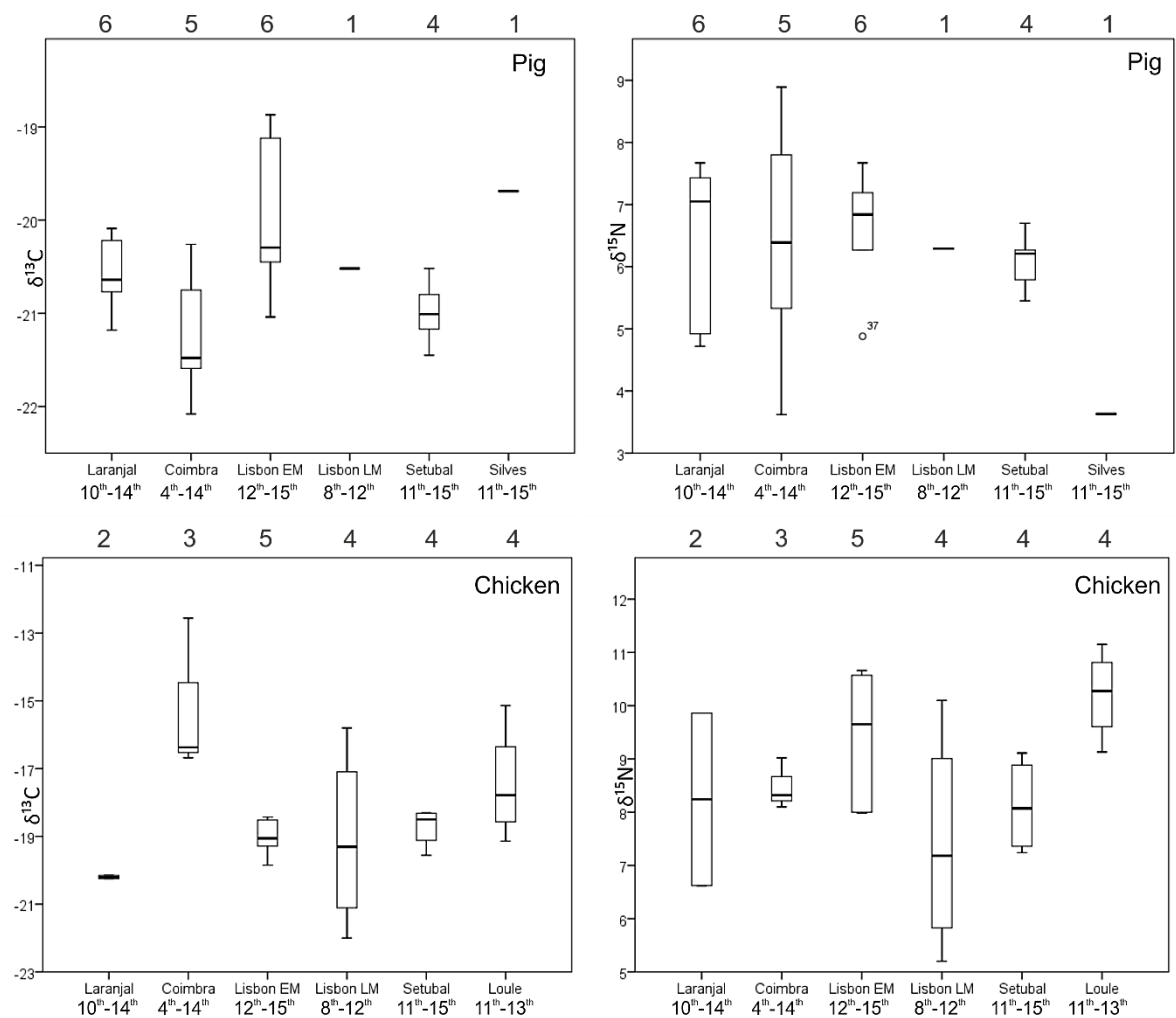 6 5 6 1 4 1
Pig
-19
-20
-21
-22
δ¹³C
Laranjal Coimbra Lisbon EM Lisbon LM Setubal Silves
10th-14th 4th-14th 12th-15th 8th-12th 11th-15th 11th-15th
6 5 6 1 4 1
Pig
9
8
7
6
5
4
3
δ¹⁵N
37
Laranjal Coimbra Lisbon EM Lisbon LM Setubal Silves
10th-14th 4th-14th 12th-15th 8th-12th 11th-15th 11th-15th
2 3 5 4 4 4
Chicken
-11
-13
-15
-17
-19
-21
-23
δ¹³C
Laranjal Coimbra Lisbon EM Lisbon LM Setubal Loule
10th-14th 4th-14th 12th-15th 8th-12th 11th-15th 11th-13th
2 3 5 4 4 4
Chicken
12
11
10
9
8
7
6
5
δ¹⁵N
Laranjal Coimbra Lisbon EM Lisbon LM Setubal Loule
10th-14th 4th-14th 12th-15th 8th-12th 11th-15th 11th-13th